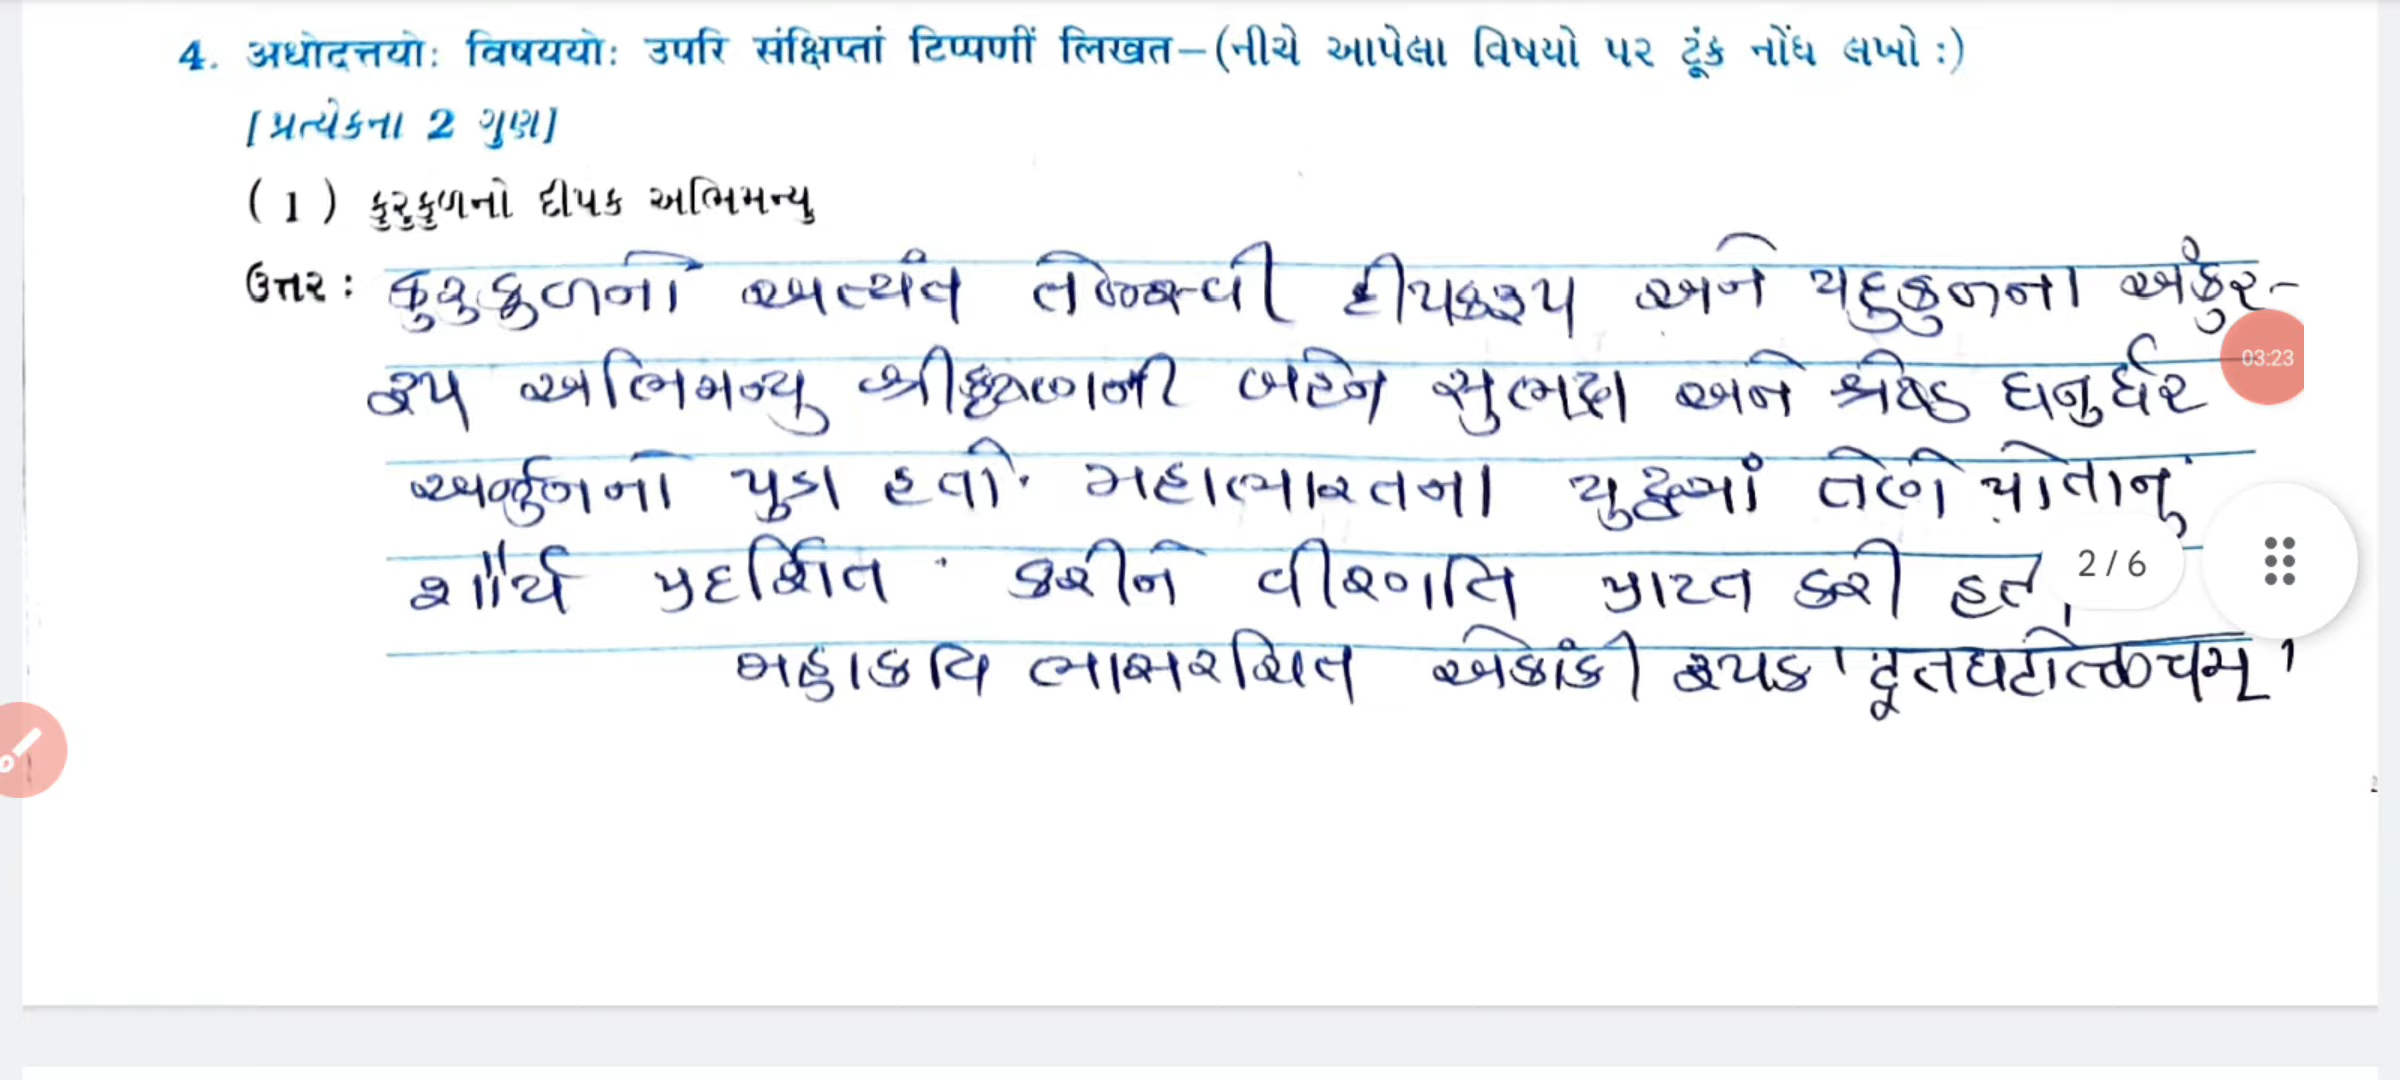 4. अधोदत्तयोः विषययोः उपरि संक्षिप्तां टिप्पणीं लिखत–(નીચે આપેલા વિષયો પર ટૂંક નોંધ લખો :)
[પ્રત્યેકના 2 ગુણ]
(1) કુરુકુળનો દીપક અભિમન્યુ
ઉત્તર : કુરુકુળનો અત્યંત તેજસ્વી દીપકરૂપ અને યદુકુળના અંકુર-
રૂપ અભિમન્યુ શ્રીકૃષ્ણની બહેન સુભદ્રા અને શ્રેષ્ઠ ધનુર્ધર
03:23
અર્જુનનો પુત્ર હતો. મહાભારતના યુદ્ધમાં તેણે પોતાનું
શૌર્ય પ્રદર્શિત કરીને વીરગતિ પ્રાપ્ત કરી હતી
2/6
મહાકવિ ભાસરચિત એકાંકી રૂપક 'દૂતઘટોત્કચમ્'